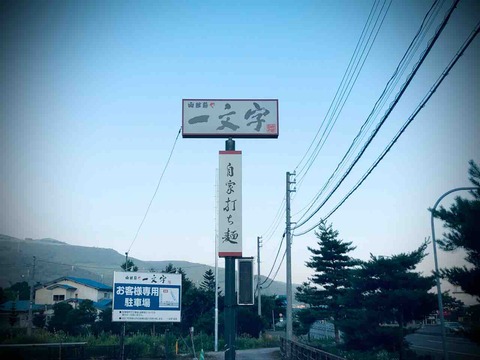 一文字
自家打ち麺
一文字
お客様専用
駐車場